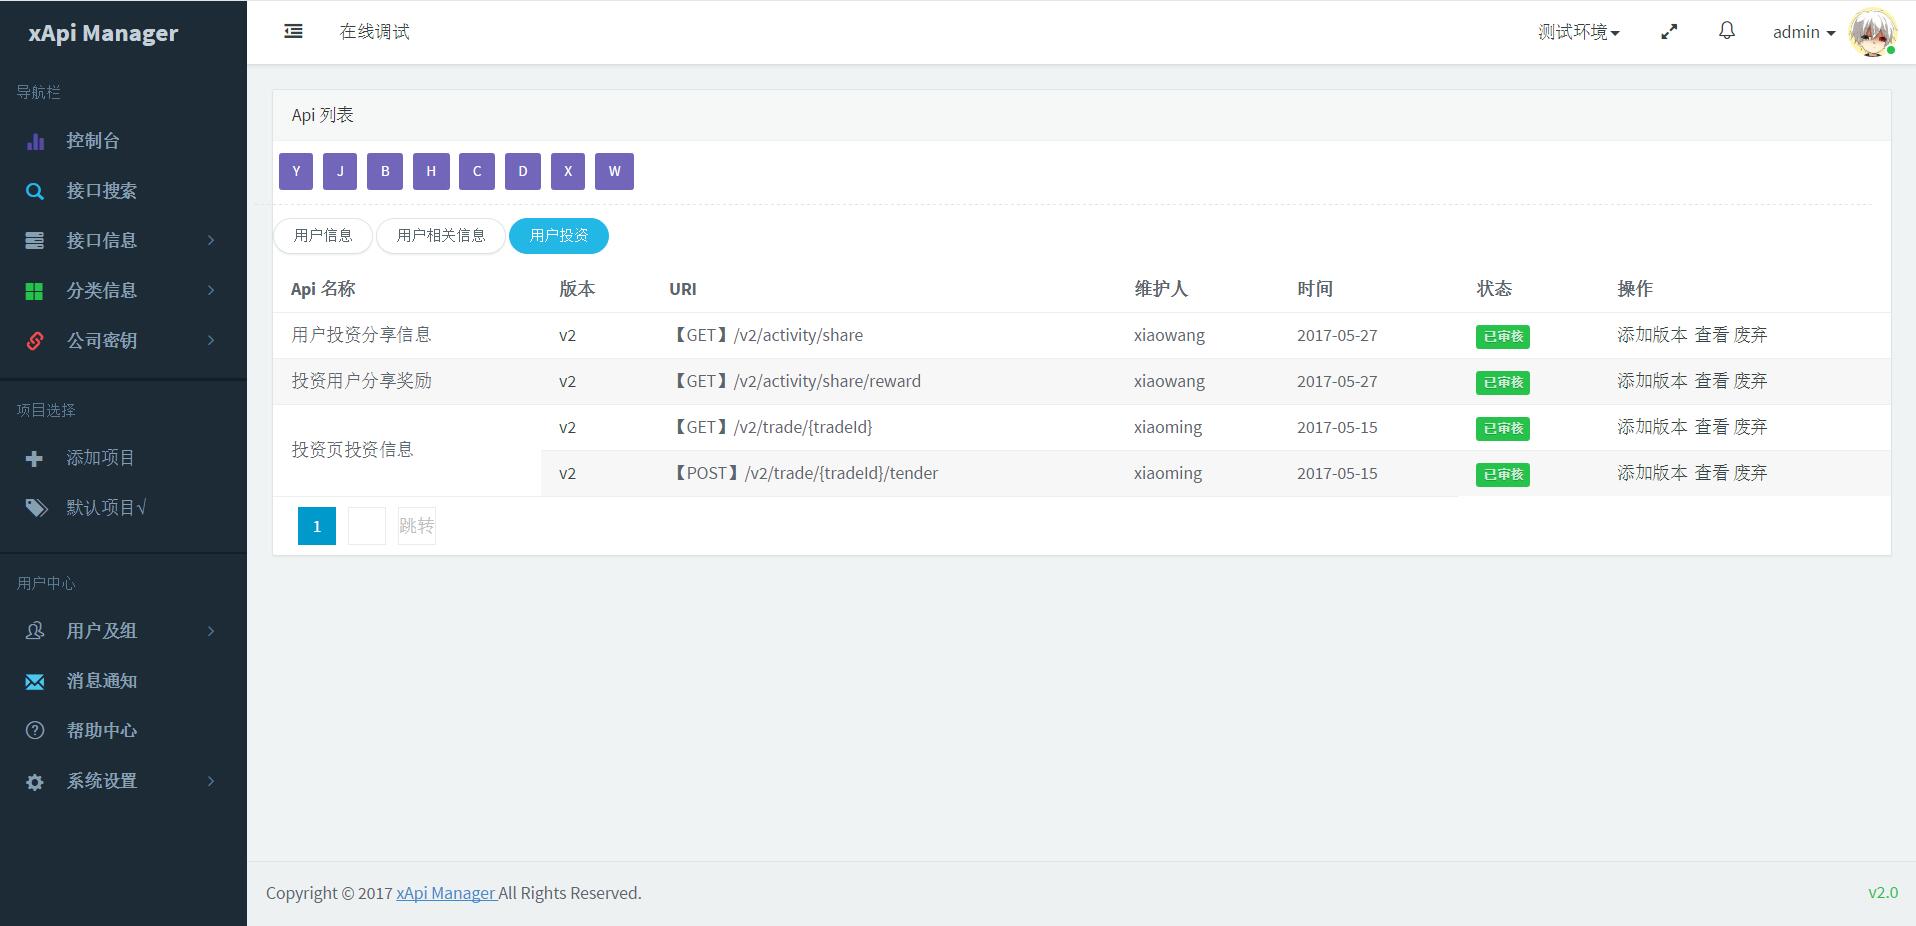 xApi Manager
在线调试
测试环境
admin
导航栏
控制台
接口搜索
接口信息
分类信息
公司密钥
项目选择
添加项目
默认项目√
用户中心
用户及组
消息通知
帮助中心
系统设置
Api 列表
Y J B H C D X W
用户信息 用户相关信息 用户投资
Api 名称 版本 URI 维护人 时间 状态 操作
用户投资分享信息 v2 【GET】/v2/activity/share xiaowang 2017-05-27 已审核 添加版本 查看 废弃
投资用户分享奖励 v2 【GET】/v2/activity/share/reward xiaowang 2017-05-27 已审核 添加版本 查看 废弃
投资页投资信息 v2 【GET】/v2/trade/{tradeId} xiaoming 2017-05-15 已审核 添加版本 查看 废弃
v2 【POST】/v2/trade/{tradeId}/tender xiaoming 2017-05-15 已审核 添加版本 查看 废弃
1 跳转
Copyright © 2017 xApi Manager All Rights Reserved.
v2.0